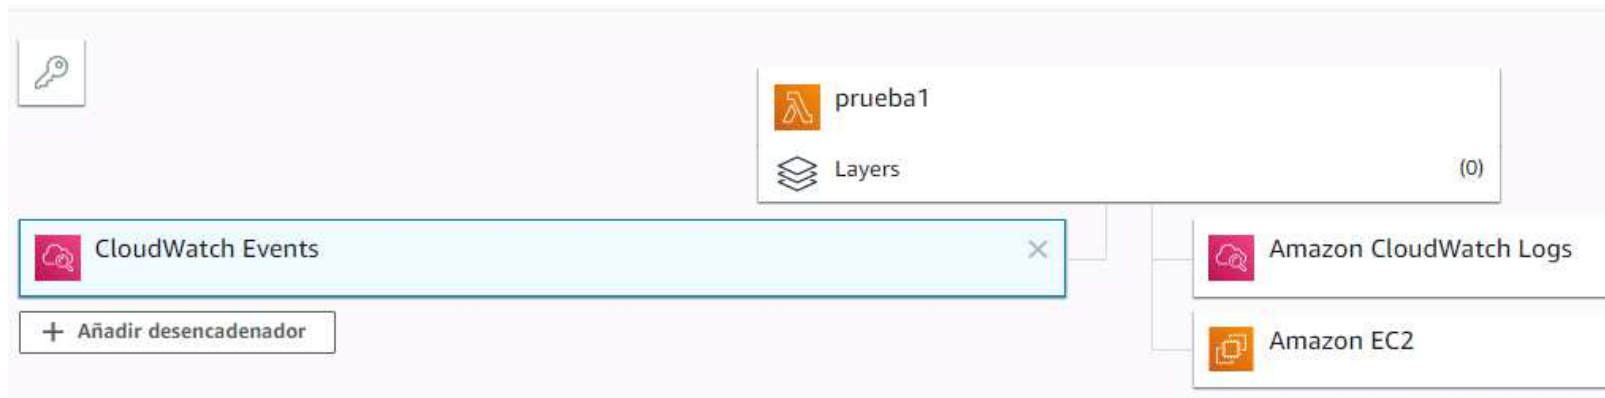 prueba1
Layers (0)
CloudWatch Events
Amazon CloudWatch Logs
+ Añadir desencadenador
Amazon EC2